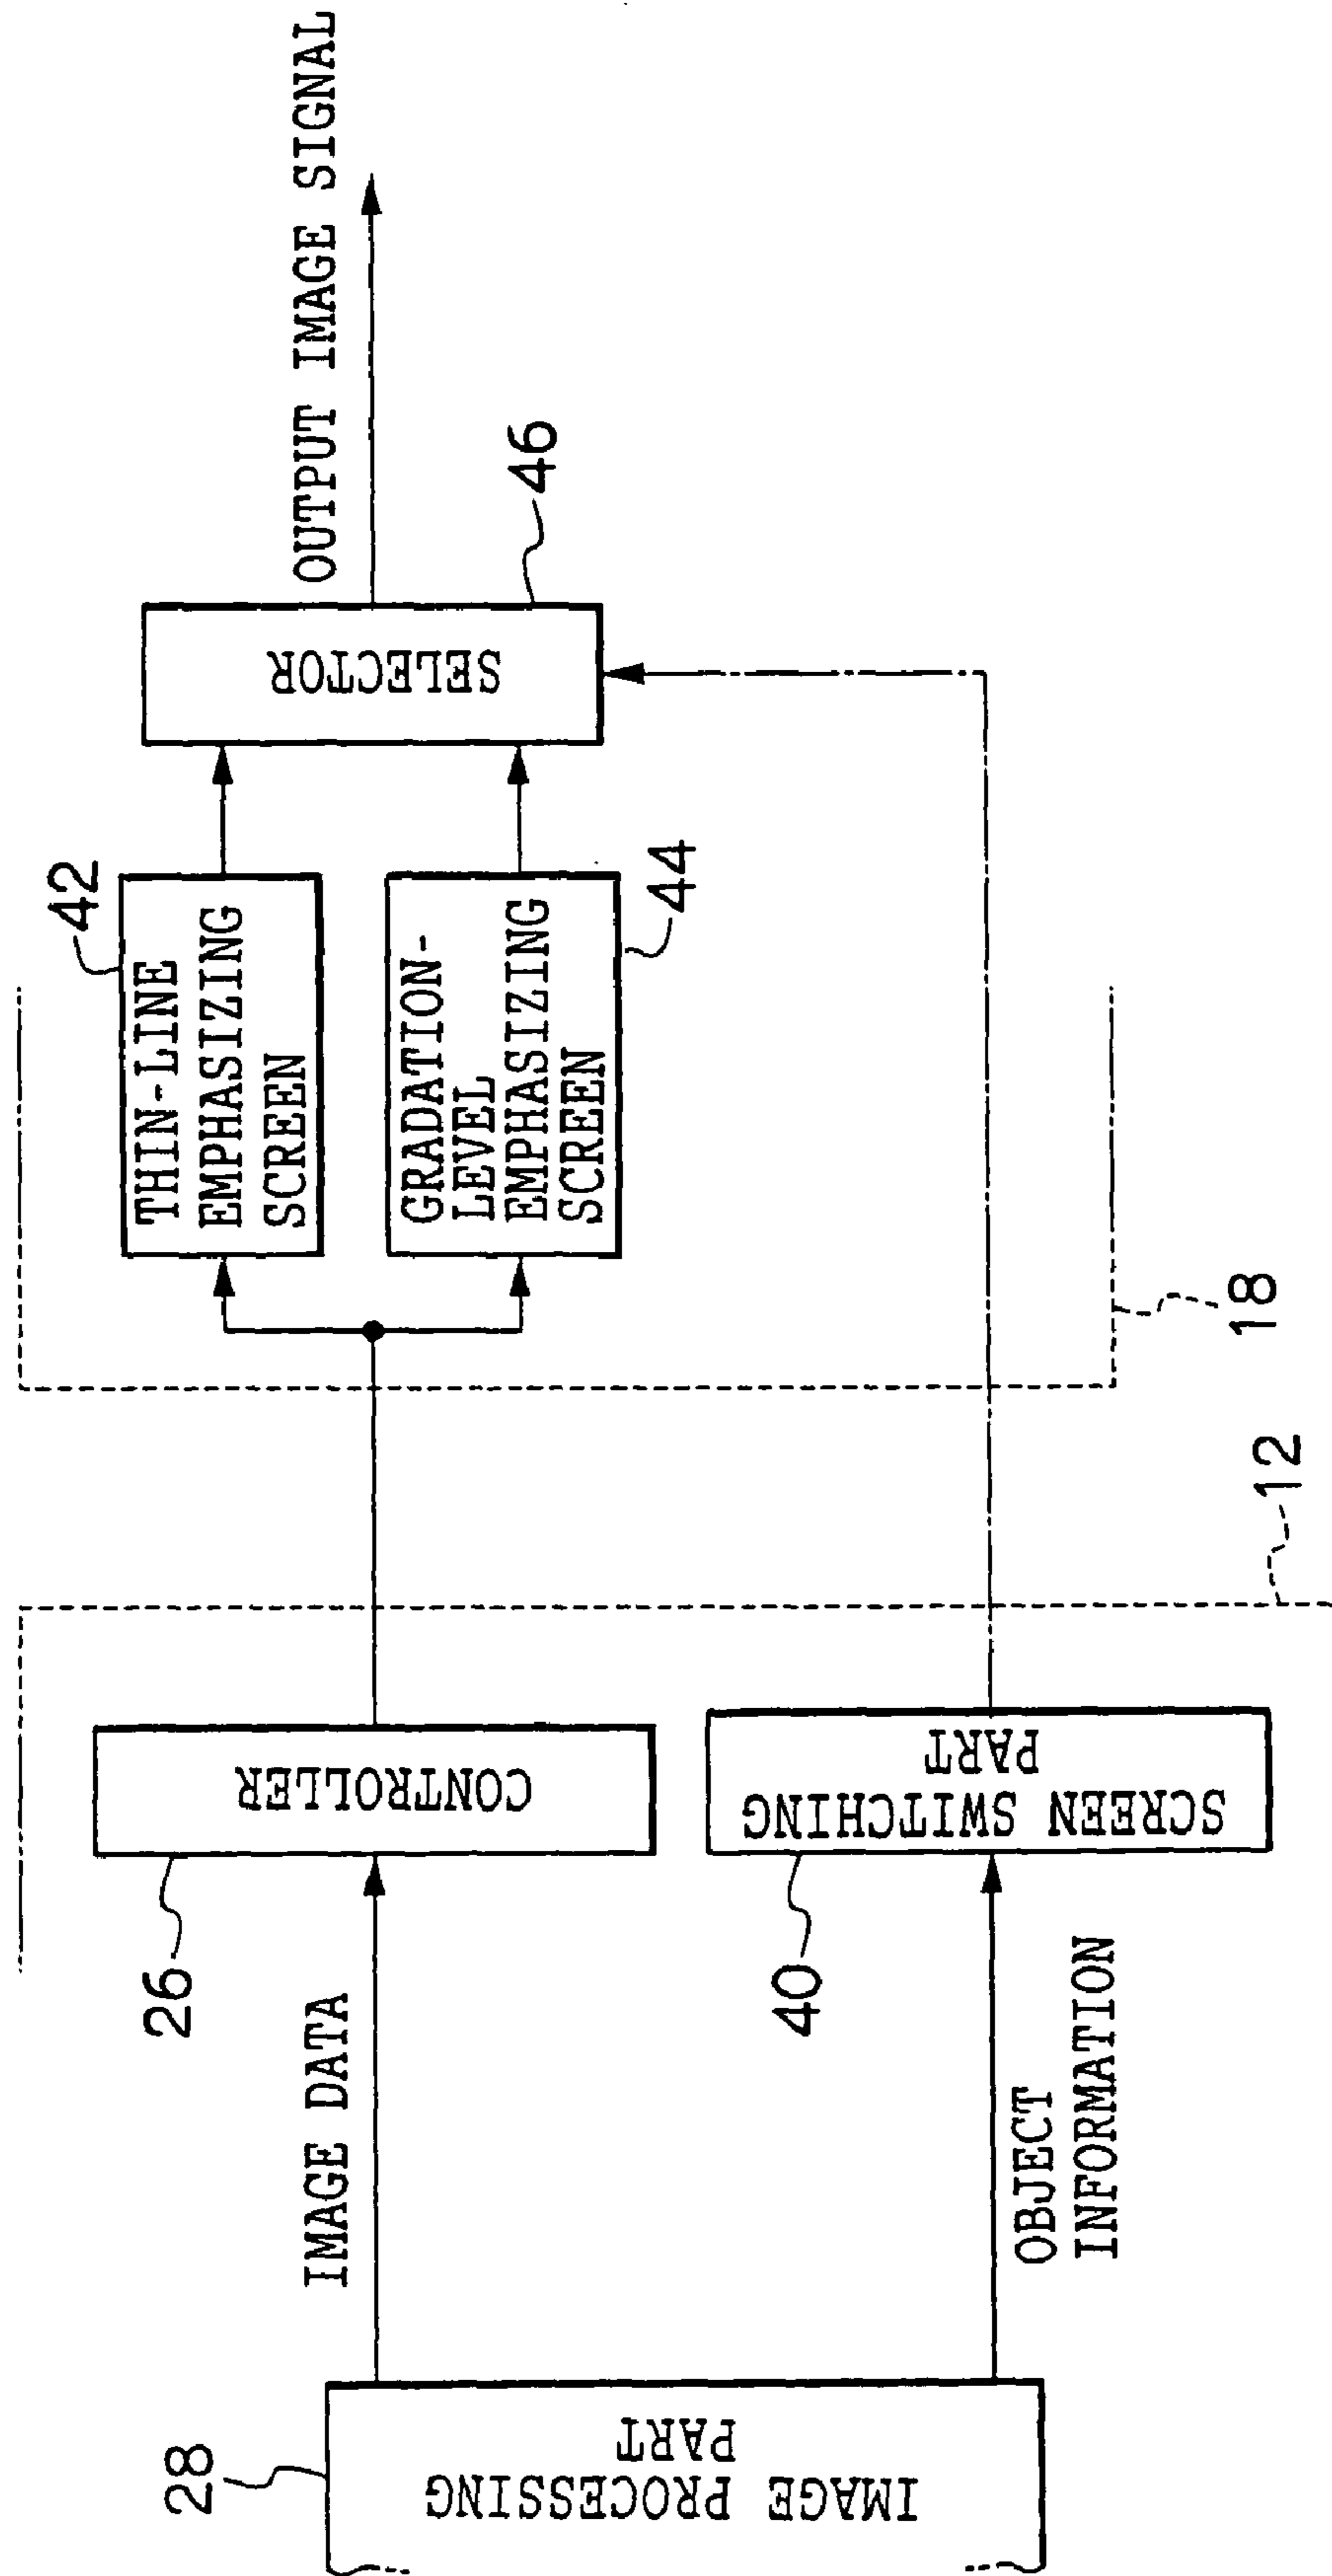 28
IMAGE PROCESSING
PART
IMAGE DATA
OBJECT
INFORMATION
26
CONTROLLER
40
SCREEN SWITCHING
PART
12
18
42
THIN-LINE
EMPHASIZING
SCREEN
GRADATION-
LEVEL
EMPHASIZING
SCREEN
44
SELECTOR
46
OUTPUT IMAGE SIGNAL